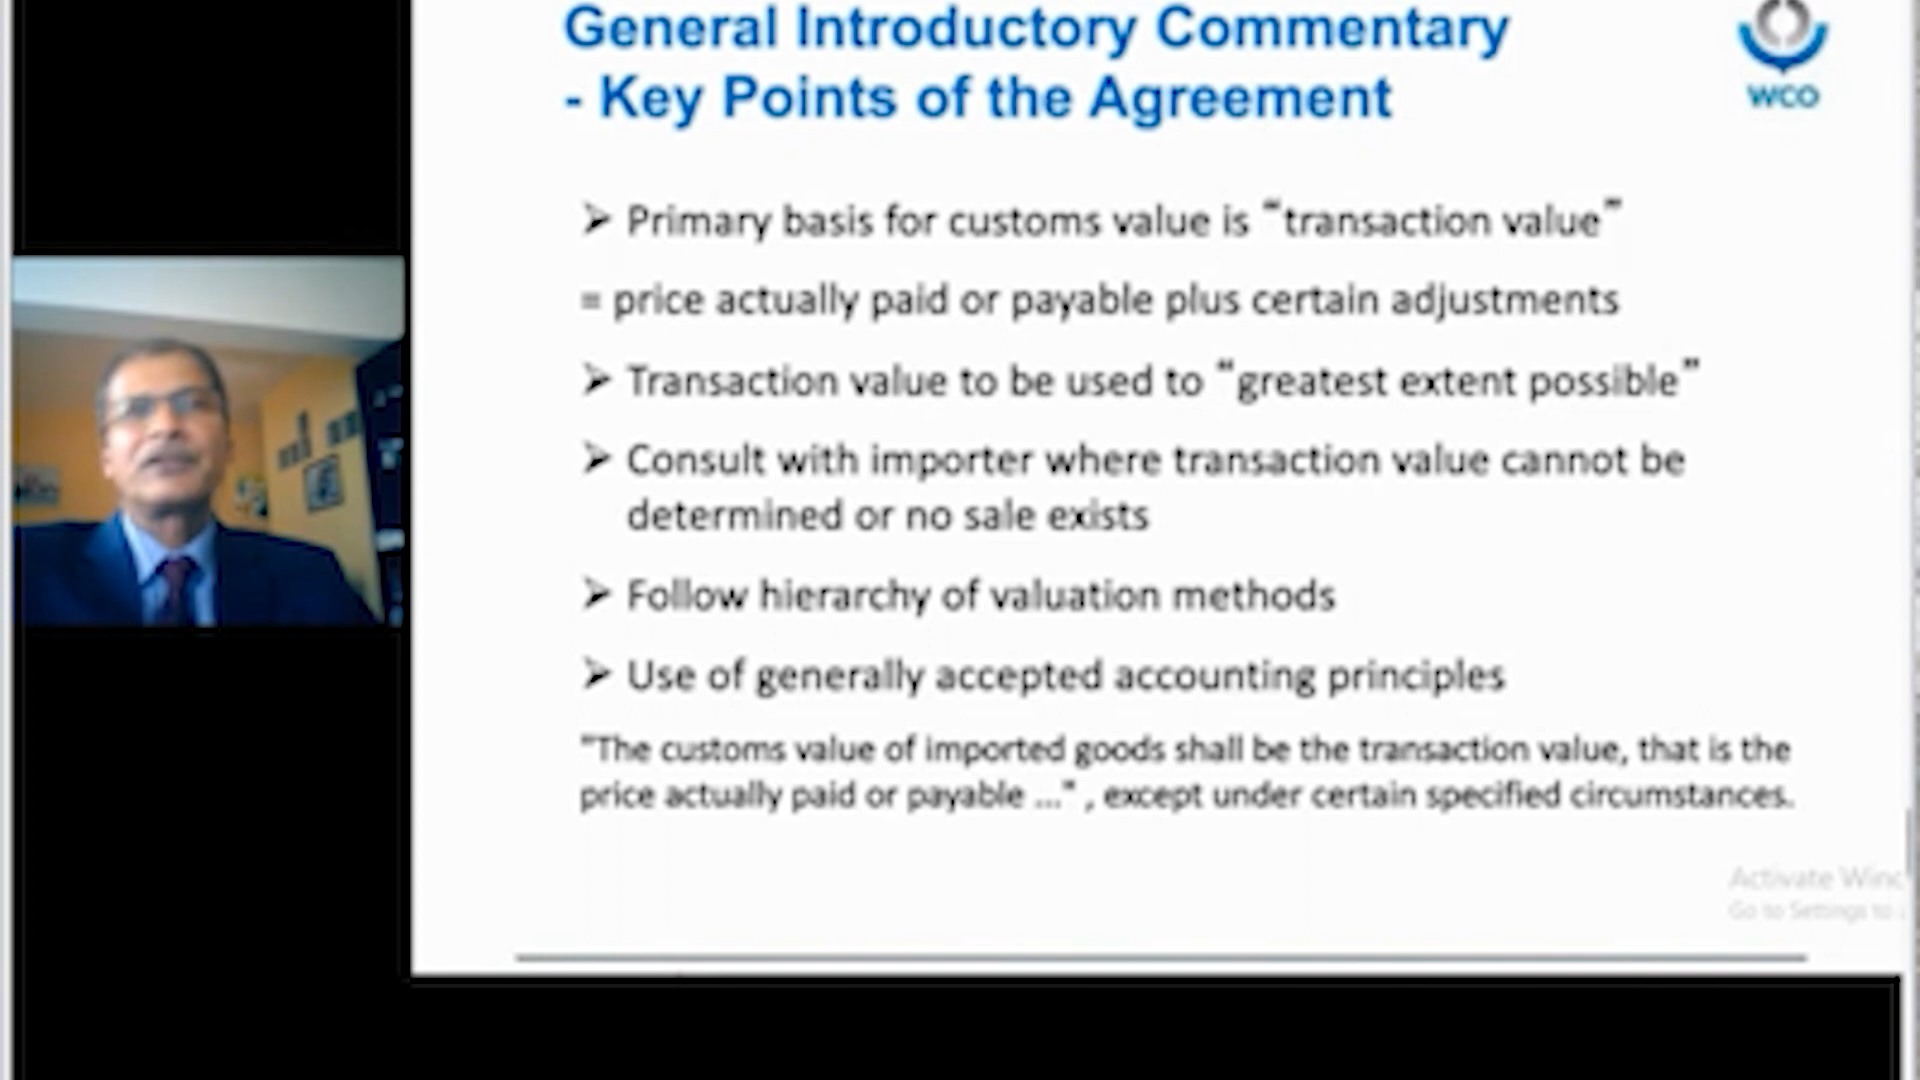 General Introductory Commentary
- Key Points of the Agreement
WCO
➢ Primary basis for customs value is “transaction value”
= price actually paid or payable plus certain adjustments
➢ Transaction value to be used to “greatest extent possible”
➢ Consult with importer where transaction value cannot be
determined or no sale exists
➢ Follow hierarchy of valuation methods
➢ Use of generally accepted accounting principles
"The customs value of imported goods shall be the transaction value, that is the
price actually paid or payable ..." , except under certain specified circumstances.
Activate Winc
Go to Settings to